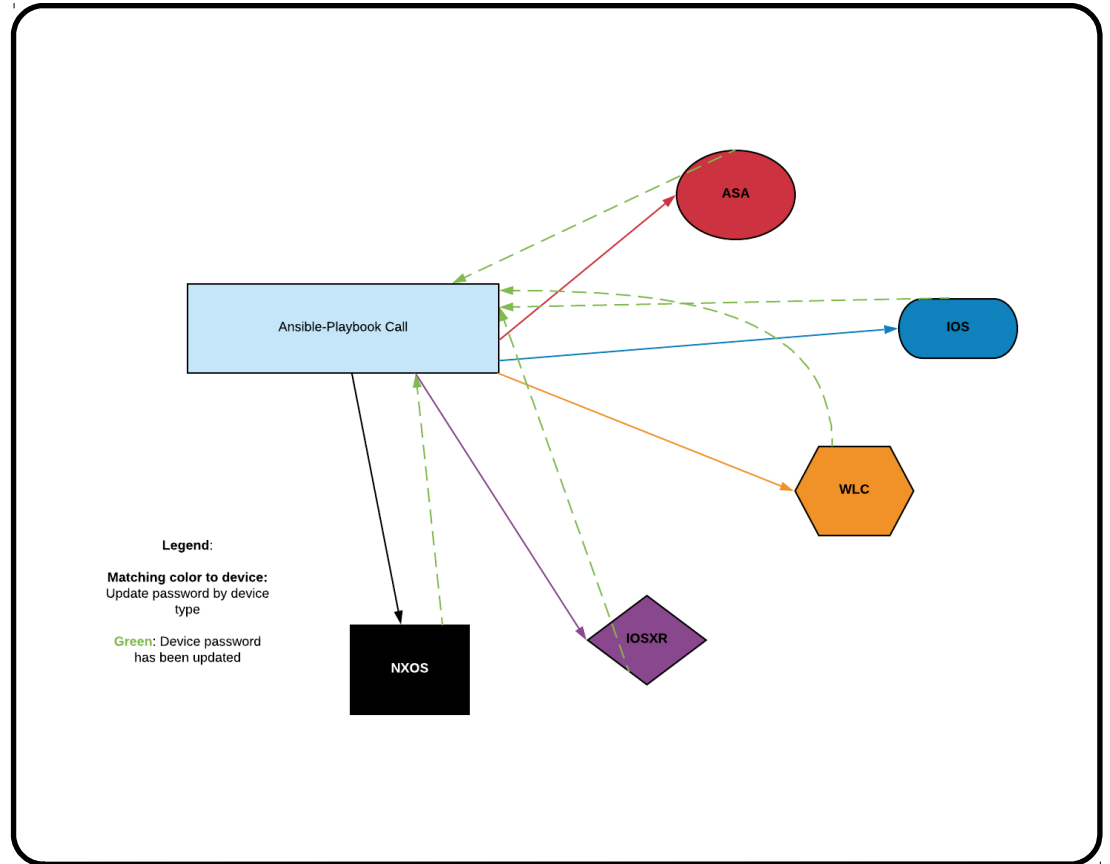 ASA
Ansible-Playbook Call
IOS
WLC
Legend:
Matching color to device:
Update password by device
type
Green: Device password
has been updated
IOSXR
NXOS